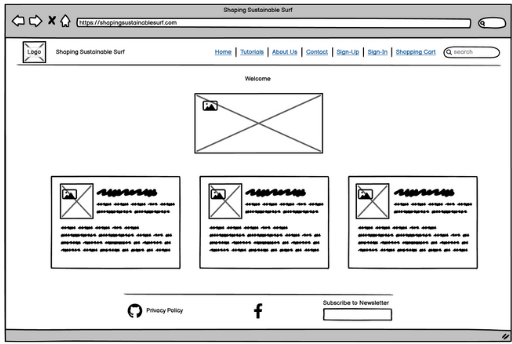 Shaping Sustainable Surf
https://shapingsustainablesurf.com
Logo
Shaping Sustainable Surf
Home | Tutorials | About Us | Contact | Sign-Up | Sign-In | Shopping Cart
search
Welcome
Privacy Policy
Subscribe to Newsletter